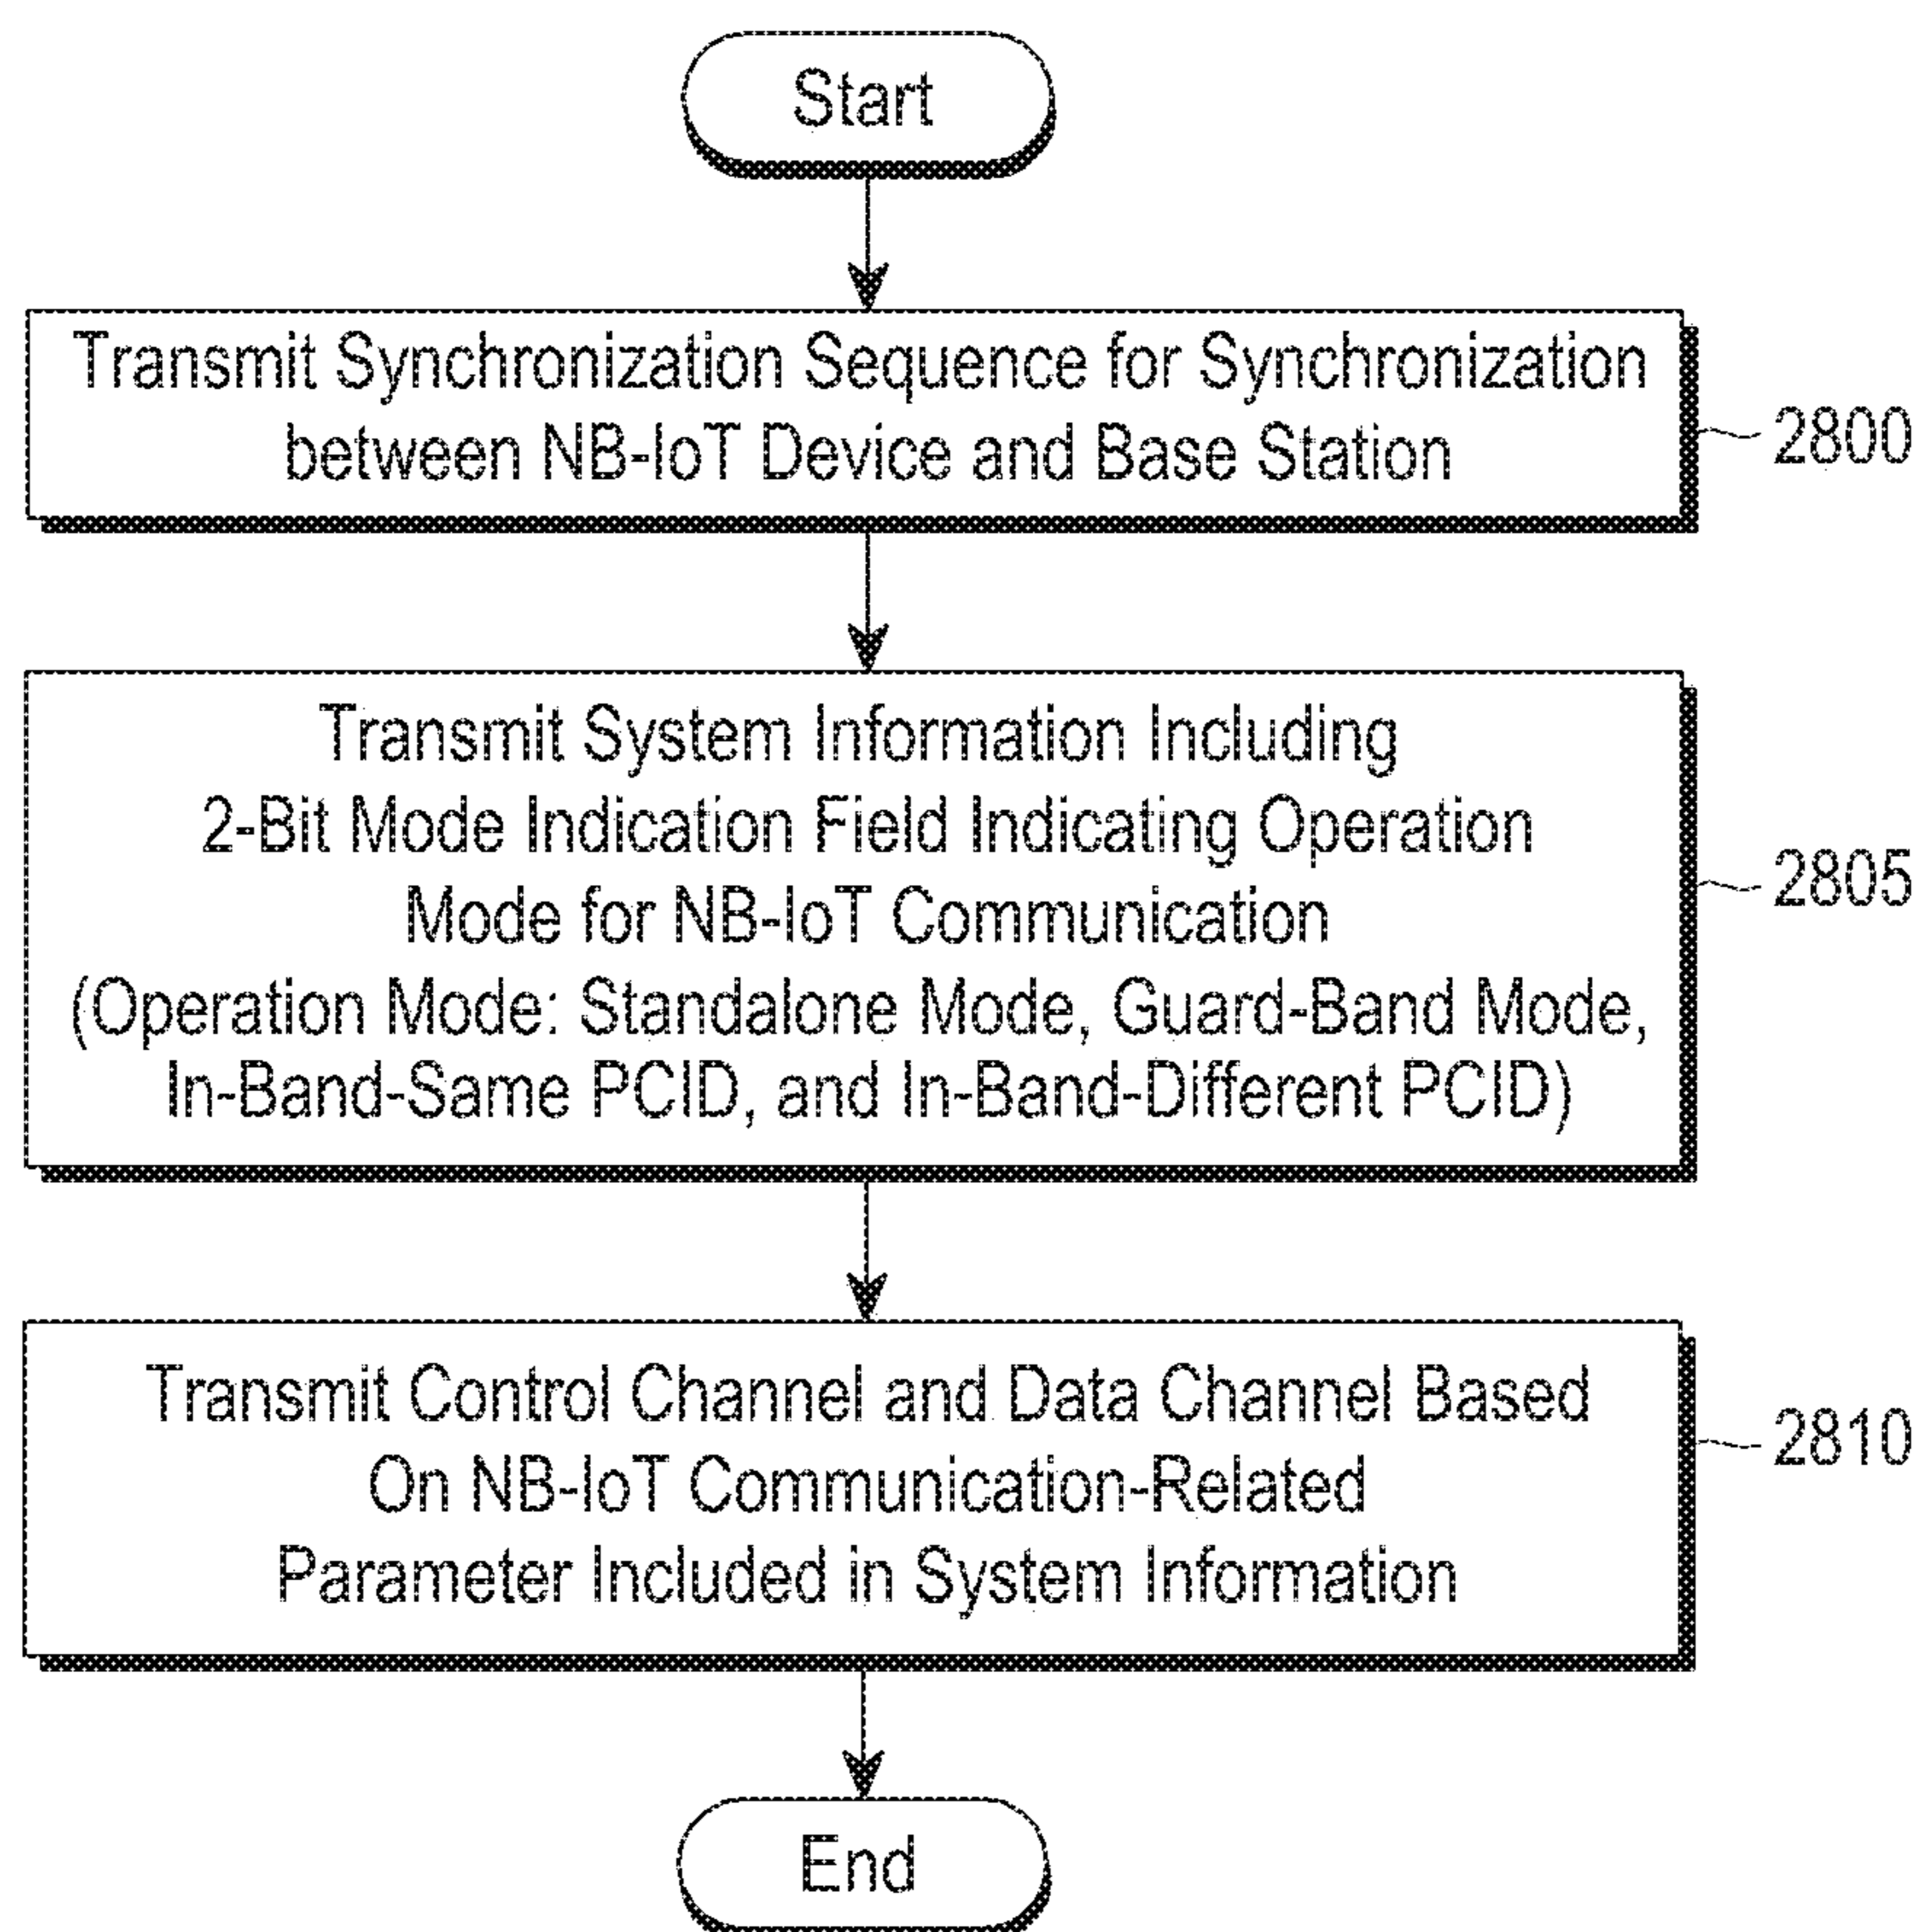 Start
Transmit Synchronization Sequence for Synchronization
between NB-IoT Device and Base Station
2800
Transmit System Information Including
2-Bit Mode Indication Field Indicating Operation
Mode for NB-IoT Communication
(Operation Mode: Standalone Mode, Guard-Band Mode,
In-Band-Same PCID, and In-Band-Different PCID)
2805
Transmit Control Channel and Data Channel Based
On NB-IoT Communication-Related
Parameter Included in System Information
2810
End